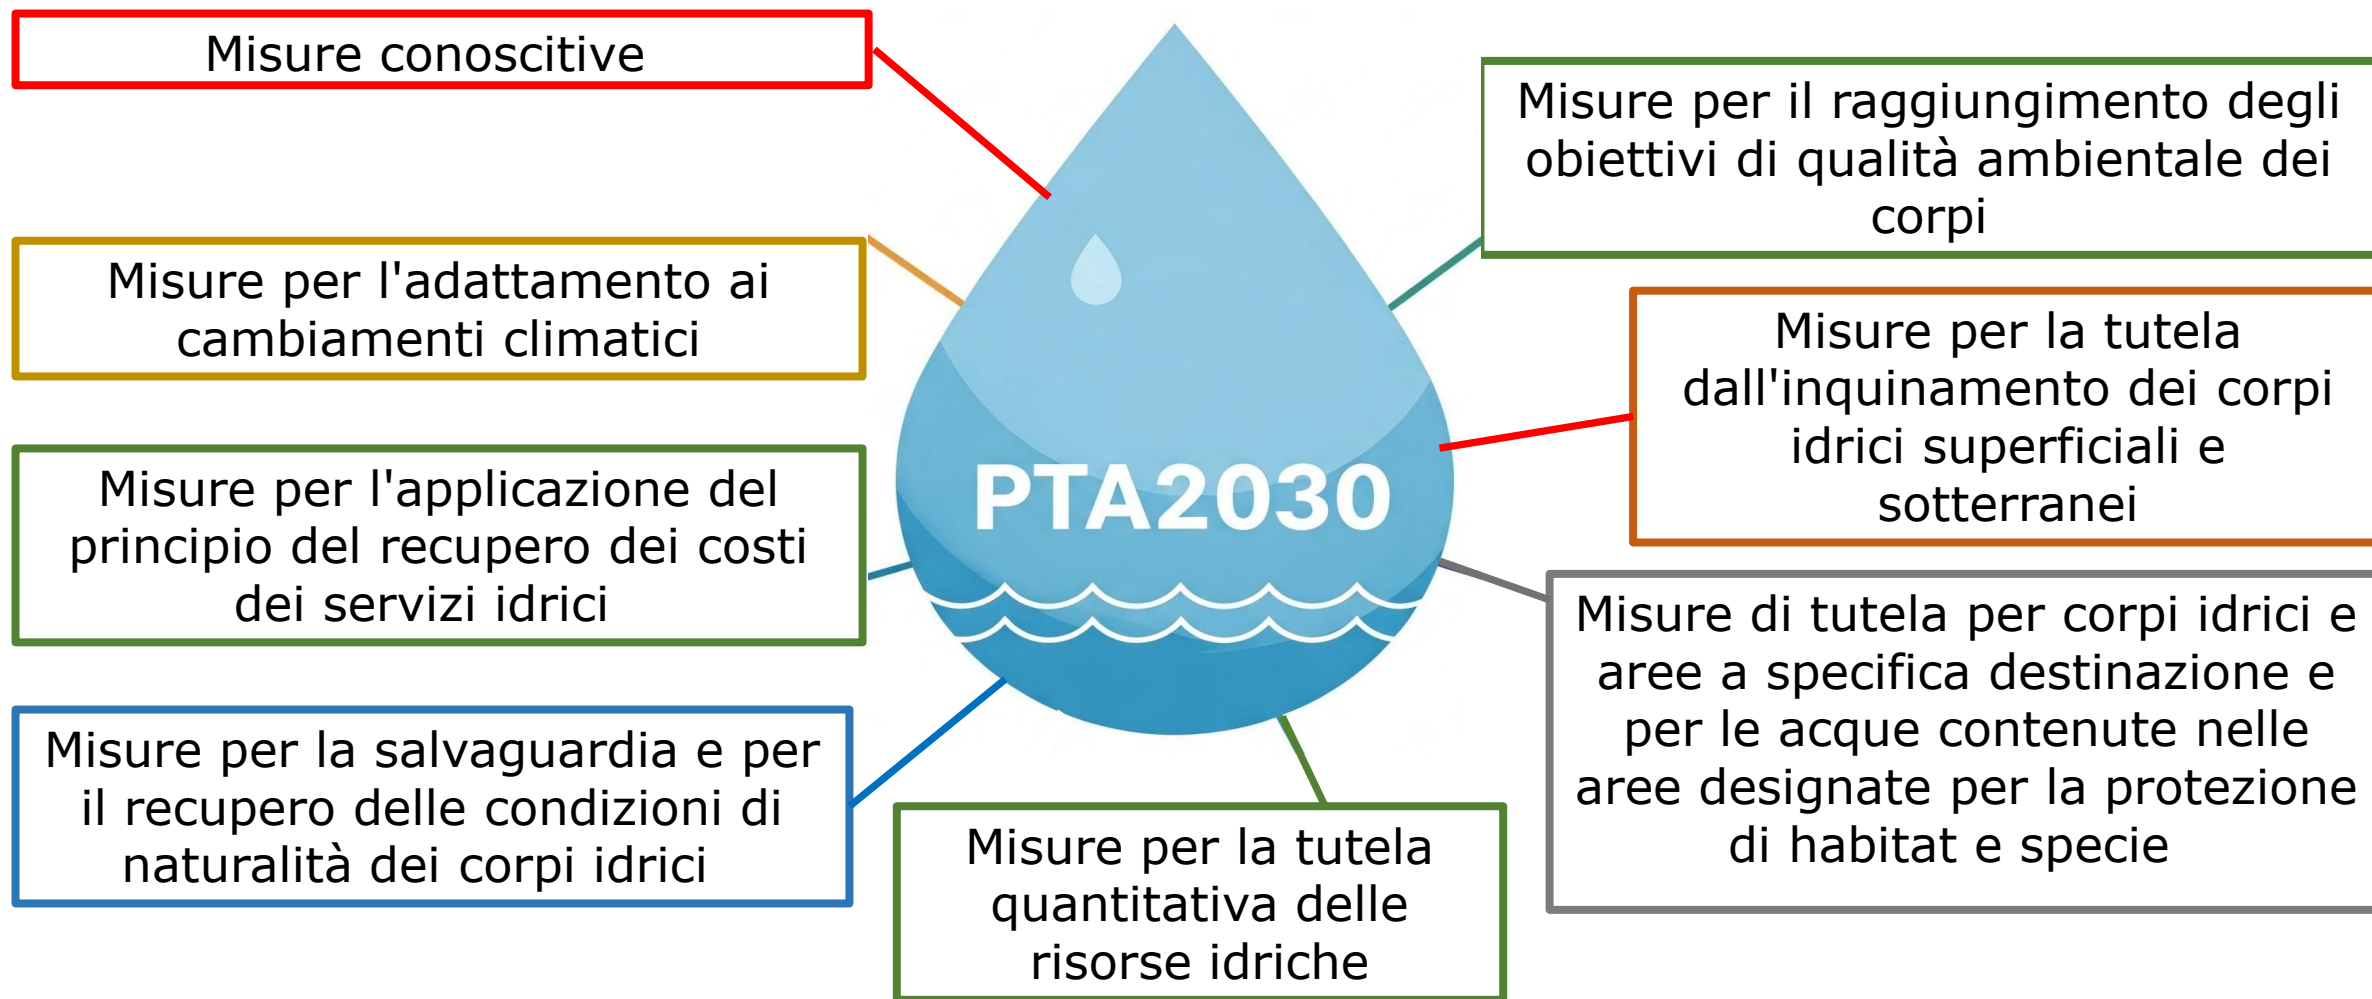 Misure conoscitive
Misure per l'adattamento ai
cambiamenti climatici
Misure per l'applicazione del
principio del recupero dei costi
dei servizi idrici
Misure per la salvaguardia e per
il recupero delle condizioni di
naturalità dei corpi idrici
PTA2030
Misure per la tutela
quantitativa delle
risorse idriche
Misure per il raggiungimento degli
obiettivi di qualità ambientale dei
corpi
Misure per la tutela
dall'inquinamento dei corpi
idrici superficiali e
sotterranei
Misure di tutela per corpi idrici e
aree a specifica destinazione e
per le acque contenute nelle
aree designate per la protezione
di habitat e specie